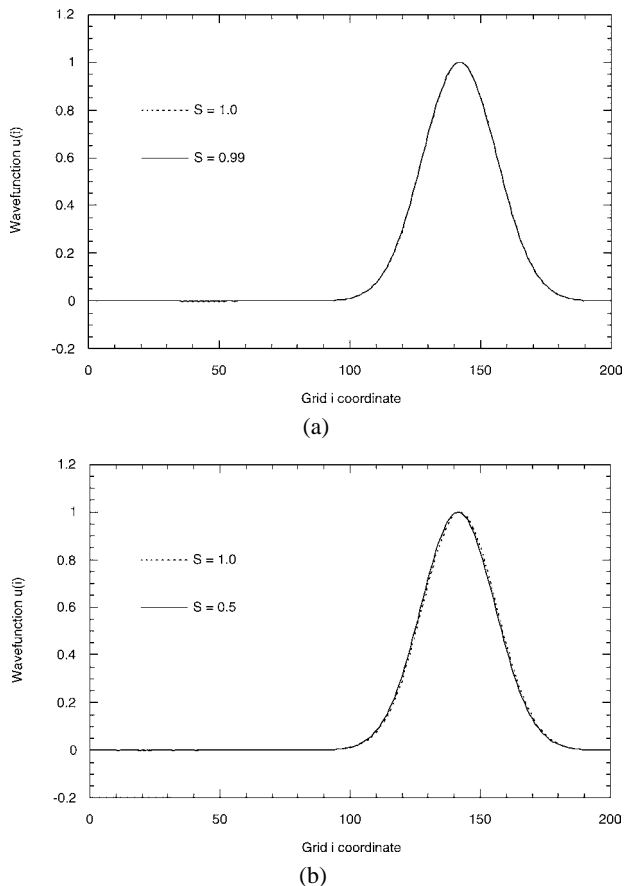 1.2
1
0.8
0.6
0.4
0.2
0
-0.2
Wavefunction u(i)
S = 1.0
S = 0.99
0 50 100 150 200
Grid i coordinate
(a)
1.2
1
0.8
0.6
0.4
0.2
0
-0.2
Wavefunction u(i)
S = 1.0
S = 0.5
0 50 100 150 200
Grid i coordinate
(b)